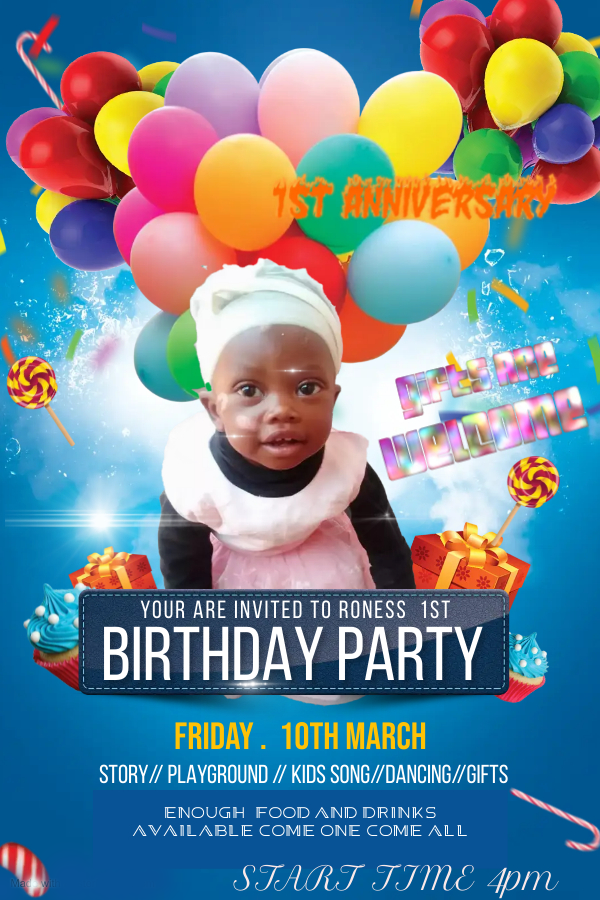 1ST ANNIVERSARY
GIFTS ARE
WELCOME
YOUR ARE INVITED TO RONESS 1ST
BIRTHDAY PARTY
FRIDAY . 10TH MARCH
STORY// PLAYGROUND // KIDS SONG//DANCING//GIFTS
ENOUGH FOOD AND DRINKS
AVAILABLE COME ONE COME ALL
START TIME 4pm